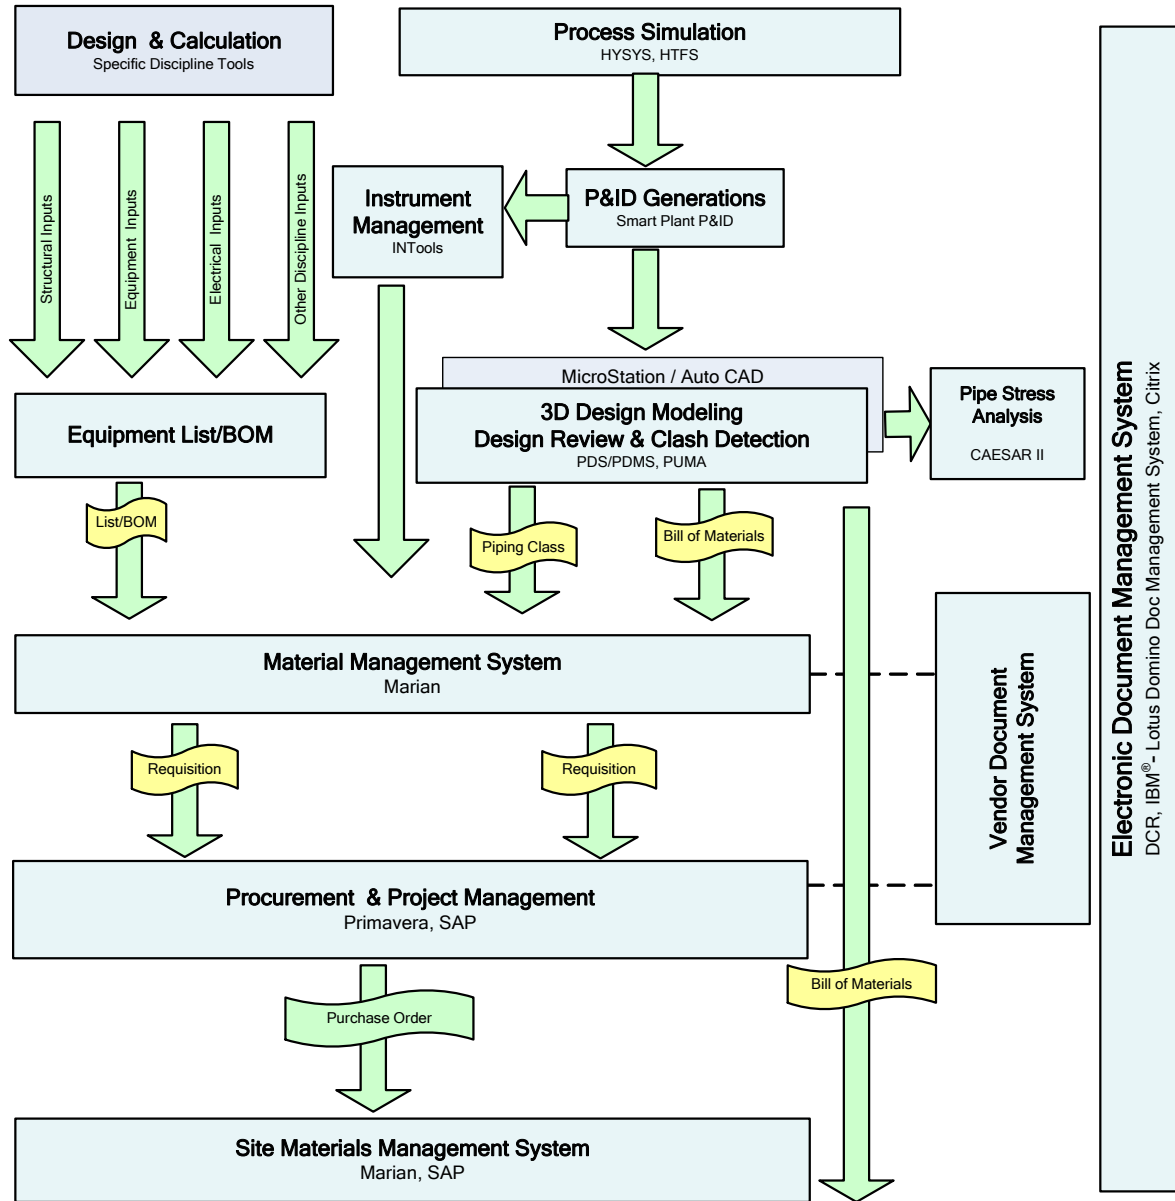 Design & Calculation
Specific Discipline Tools
Process Simulation
HYSYS, HTFS
Structural Inputs
Equipment Inputs
Electrical Inputs
Other Discipline Inputs
Instrument
Management
INTools
P&ID Generations
Smart Plant P&ID
MicroStation / Auto CAD
3D Design Modeling
Design Review & Clash Detection
PDS/PDMS, PUMA
Pipe Stress
Analysis
CAESAR II
Equipment List/BOM
List/BOM
Piping Class
Bill of Materials
Material Management System
Marian
Requisition
Requisition
Vendor Document
Management System
Procurement & Project Management
Primavera, SAP
Bill of Materials
Purchase Order
Site Materials Management System
Marian, SAP
Electronic Document Management System
DCR, IBM®- Lotus Domino Doc Management System, Citrix